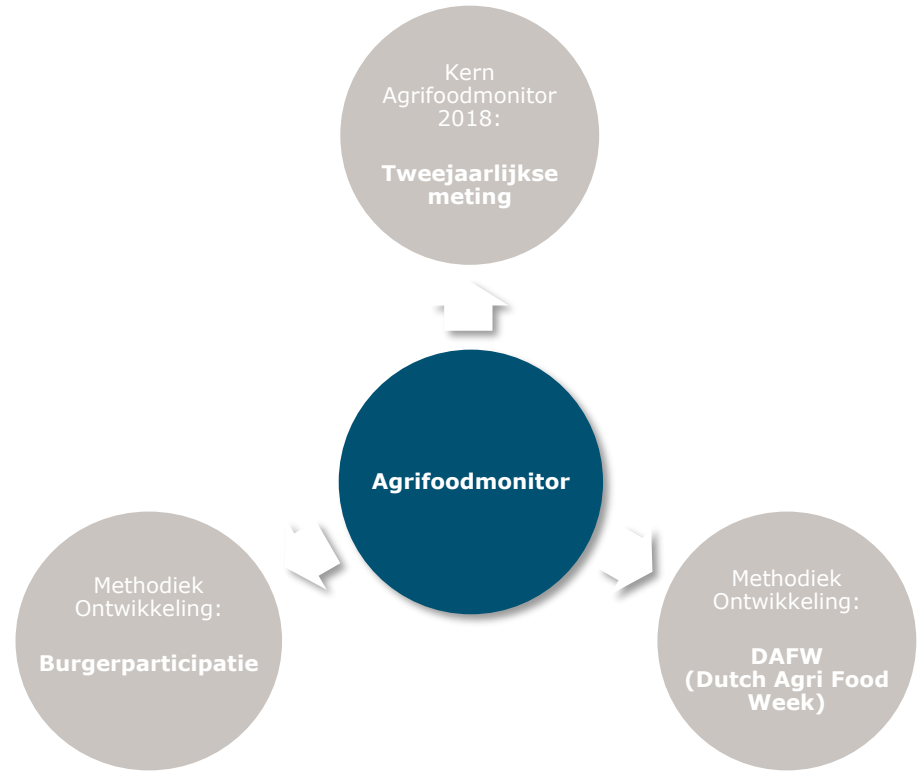 Kern
Agrifoodmonitor
2018:
Tweejaarlijkse
meting
Agrifoodmonitor
Methodiek
Ontwikkeling:
Burgerparticipatie
Methodiek
Ontwikkeling:
DAFW
(Dutch Agri Food
Week)